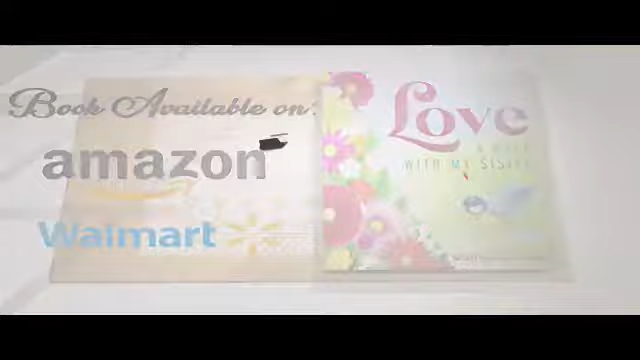 Book Available on:
amazon
Walmart
Love
WITH MY SISTER